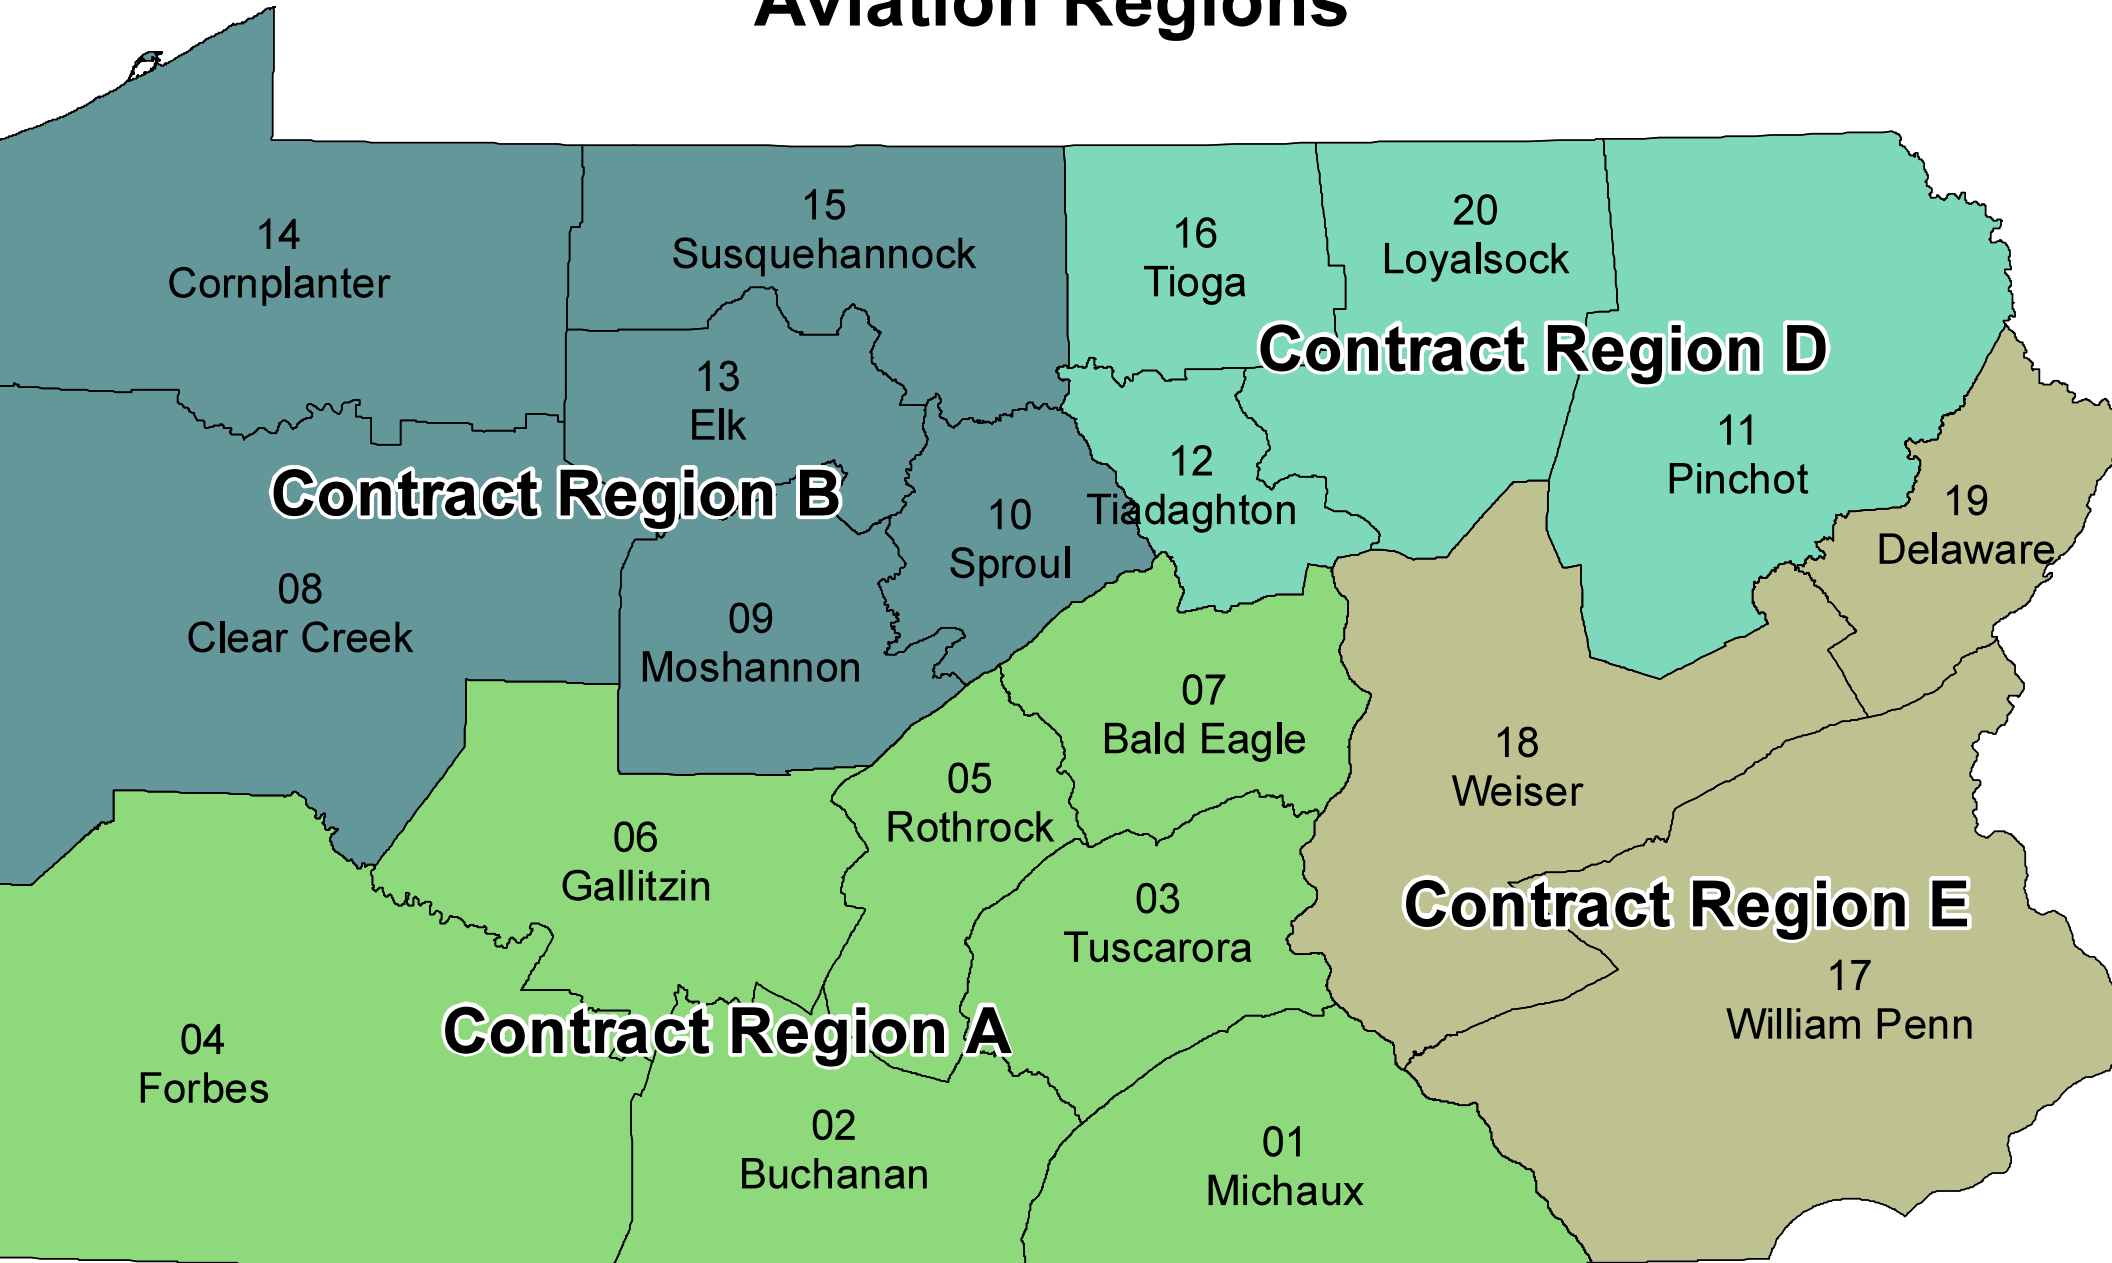 Aviation Regions
14
Cornplanter
15
Susquehannock
16
Tioga
20
Loyalsock
Contract Region D
13
Elk
11
Pinchot
12
Tiadaghton
Contract Region B
10
Sproul
19
Delaware
08
Clear Creek
09
Moshannon
07
Bald Eagle
18
Weiser
05
Rothrock
06
Gallitzin
03
Tuscarora
Contract Region E
17
William Penn
Contract Region A
04
Forbes
02
Buchanan
01
Michaux